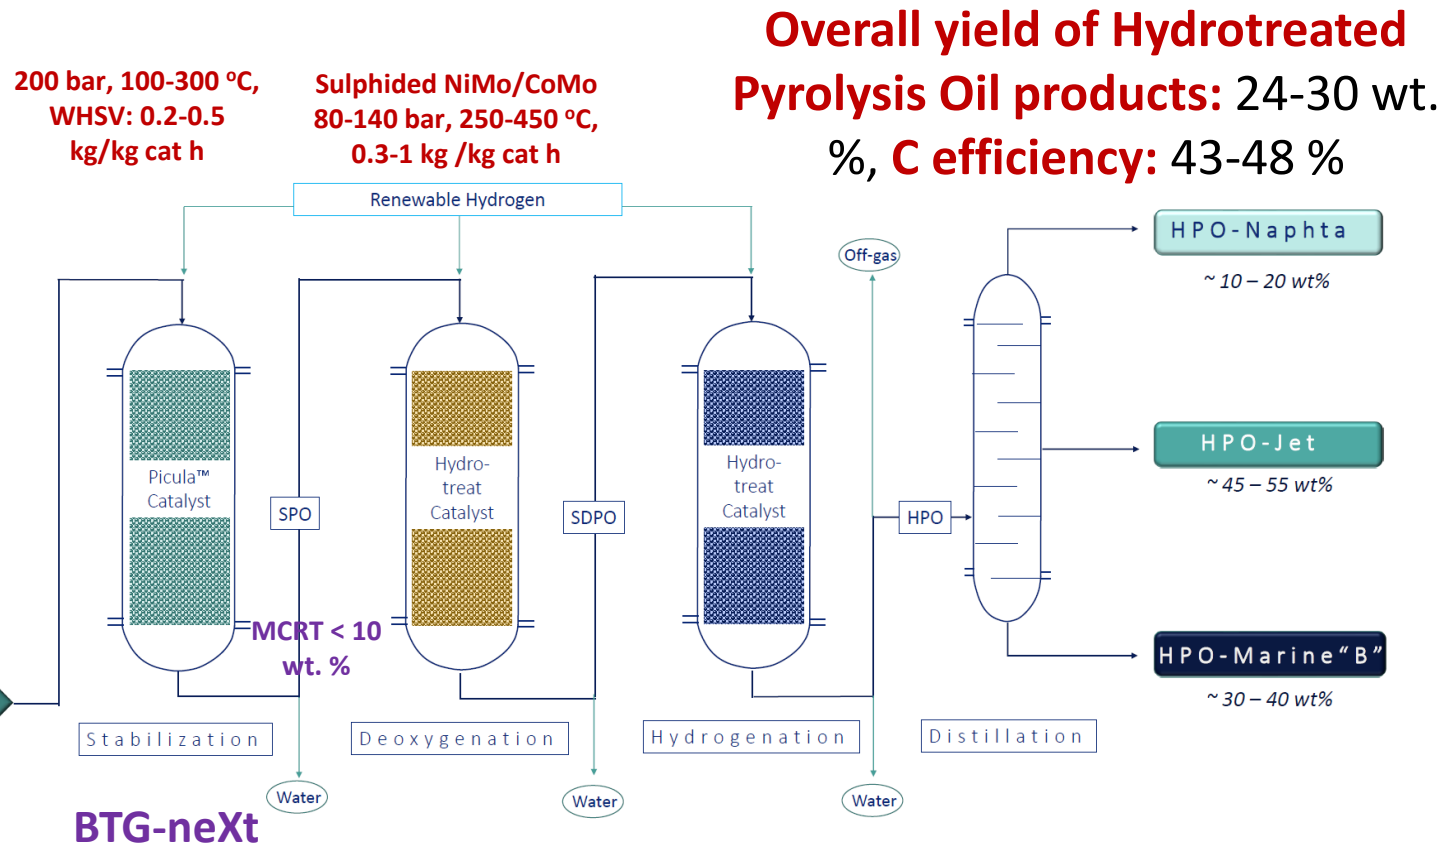 Overall yield of Hydrotreated
Pyrolysis Oil products: 24-30 wt.
%, C efficiency: 43-48 %
200 bar, 100-300 ºC,
WHSV: 0.2-0.5
kg/kg cat h
Sulphided NiMo/CoMo
80-140 bar, 250-450 ºC,
0.3-1 kg /kg cat h
Renewable Hydrogen
Off-gas
HPO-Naphta
~ 10 – 20 wt%
Picula™
Catalyst
SPO
Hydro-
treat
Catalyst
SDPO
Hydro-
treat
Catalyst
HPO
HPO-Jet
~ 45 – 55 wt%
MCRT < 10
wt. %
HPO-Marine“B”
~ 30 – 40 wt%
Stabilization
Deoxygenation
Hydrogenation
Distillation
Water
Water
Water
BTG-neXt